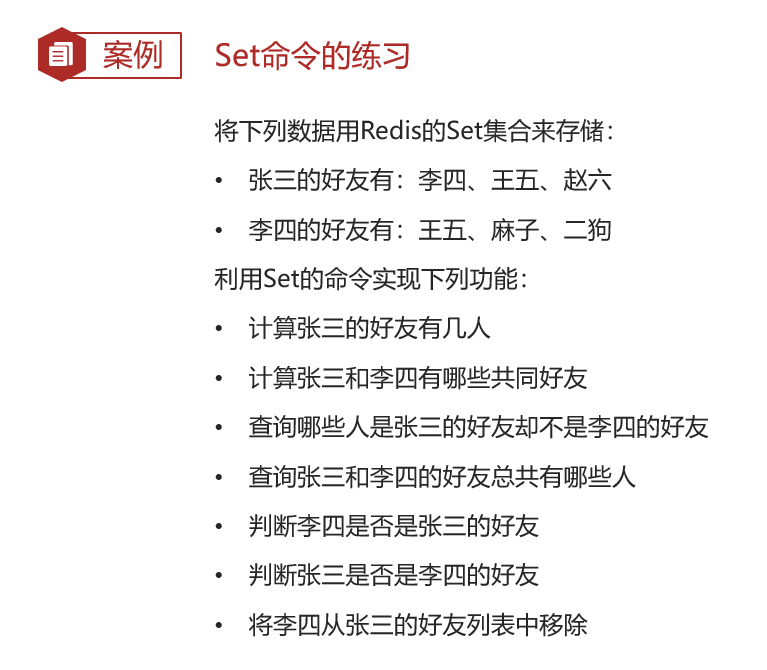 案例
Set命令的练习
将下列数据用Redis的Set集合来存储：
• 张三的好友有：李四、王五、赵六
• 李四的好友有：王五、麻子、二狗
利用Set的命令实现下列功能：
• 计算张三的好友有几人
• 计算张三和李四有哪些共同好友
• 查询哪些人是张三的好友却不是李四的好友
• 查询张三和李四的好友总共有哪些人
• 判断李四是否是张三的好友
• 判断张三是否是李四的好友
• 将李四从张三的好友列表中移除